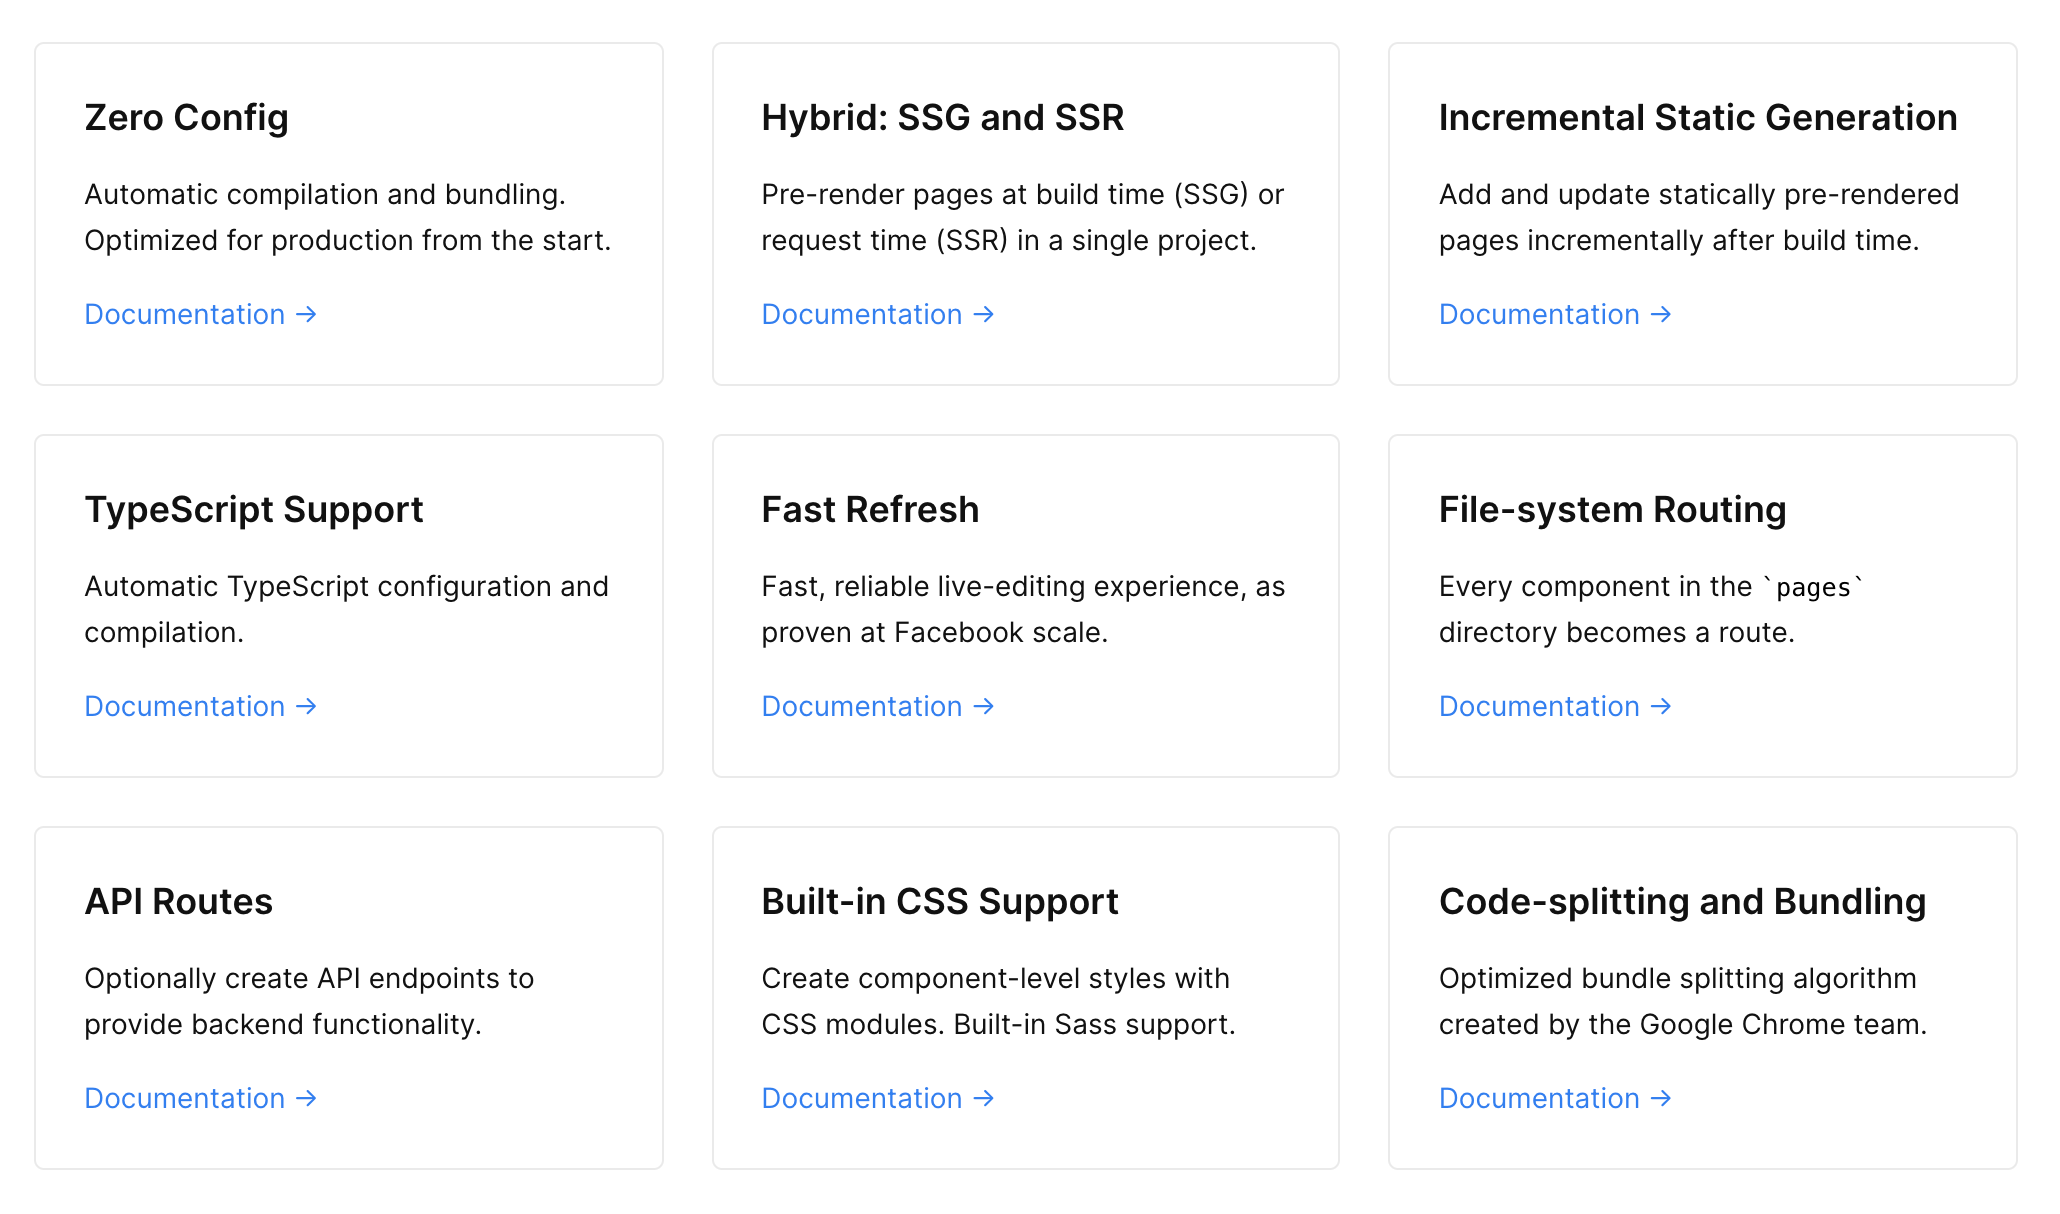 Zero Config
Automatic compilation and bundling.
Optimized for production from the start.
Documentation →
Hybrid: SSG and SSR
Pre-render pages at build time (SSG) or
request time (SSR) in a single project.
Documentation →
Incremental Static Generation
Add and update statically pre-rendered
pages incrementally after build time.
Documentation →
TypeScript Support
Automatic TypeScript configuration and
compilation.
Documentation →
Fast Refresh
Fast, reliable live-editing experience, as
proven at Facebook scale.
Documentation →
File-system Routing
Every component in the `pages`
directory becomes a route.
Documentation →
API Routes
Optionally create API endpoints to
provide backend functionality.
Documentation →
Built-in CSS Support
Create component-level styles with
CSS modules. Built-in Sass support.
Documentation →
Code-splitting and Bundling
Optimized bundle splitting algorithm
created by the Google Chrome team.
Documentation →